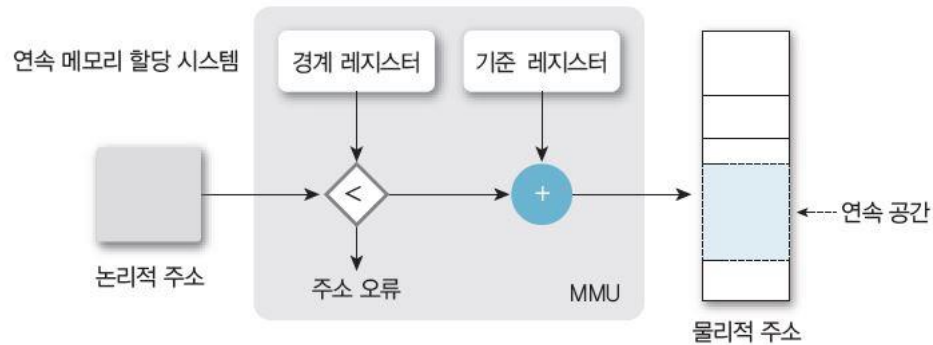 연속 메모리 할당 시스템
경계 레지스터
기준 레지스터
<
+
연속 공간
논리적 주소
주소 오류
MMU
물리적 주소